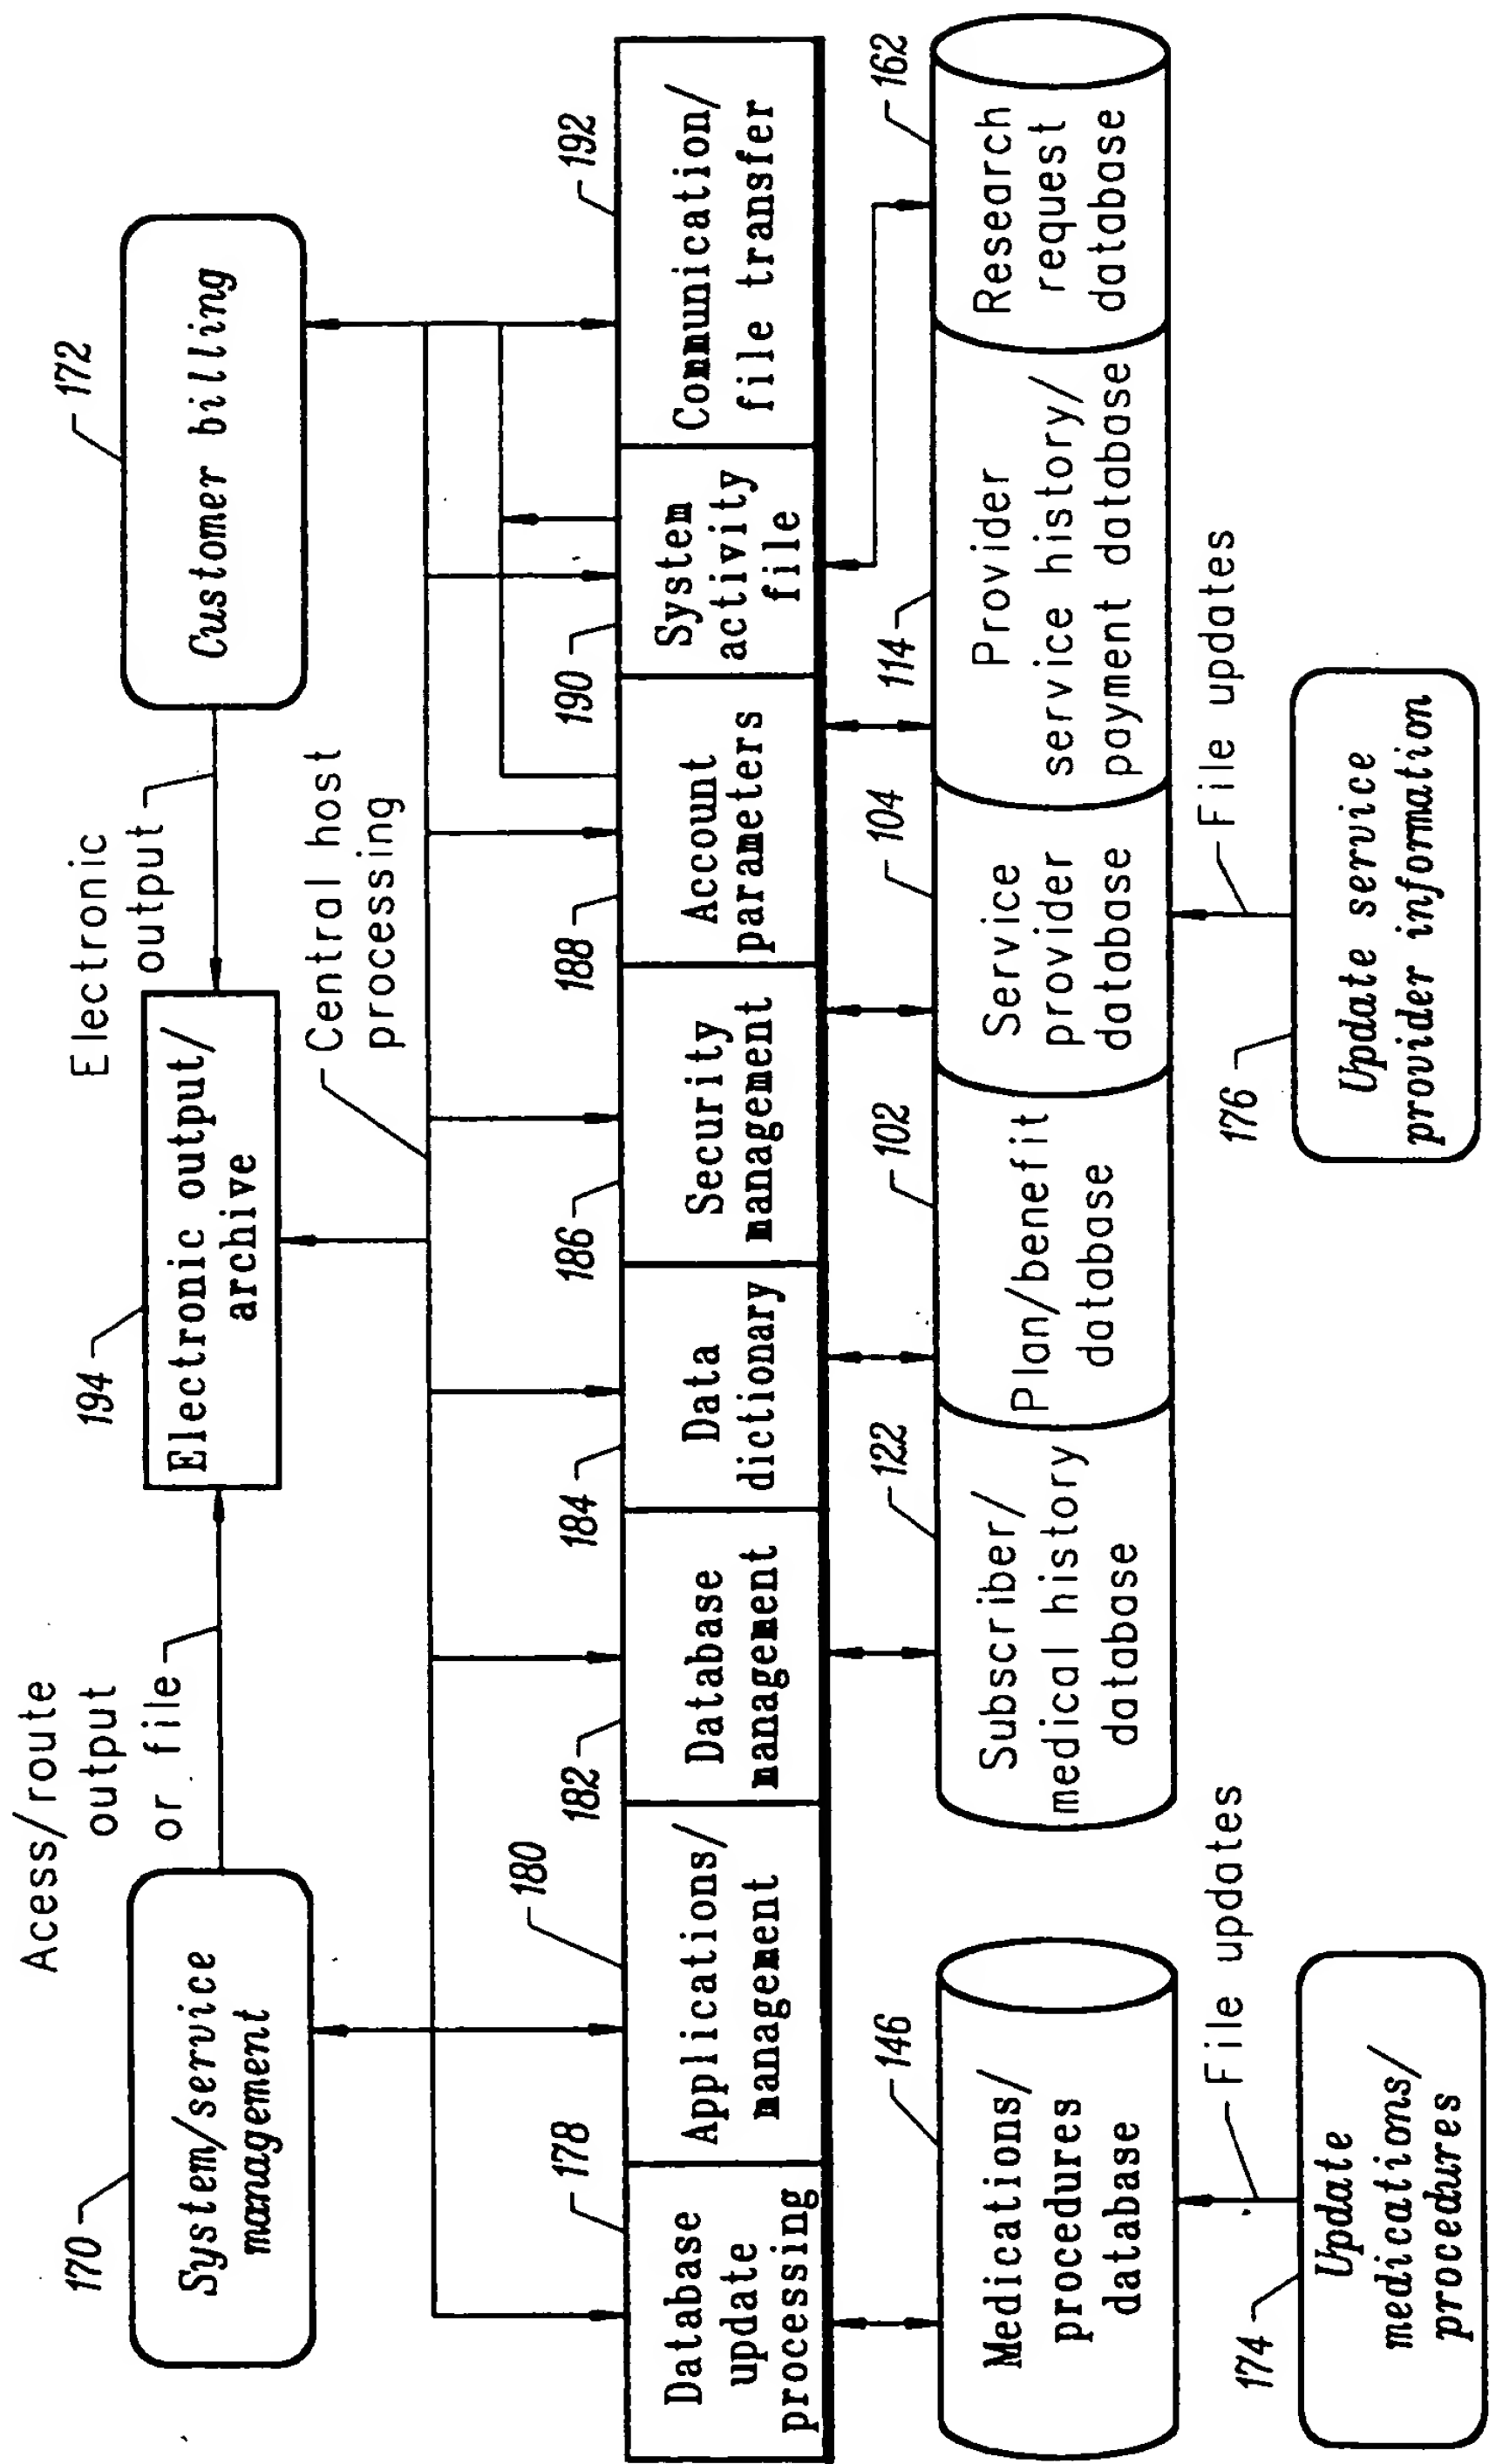 Acess/route
output
or file
Electronic
output
170
System/service
management
194
Electronic output/
archive
172
Customer billing
Central host
processing
178
180
182
184
186
188
190
192
Database
update
processing
Applications/
management
Database
management
Data
dictionary
Security
management
Account
parameters
System
activity
file
Communication/
file transfer
146
122
102
104
114
162
Medications/
procedures
database
Subscriber/
medical history
database
Plan/benefit
database
Service
provider
database
Provider
service history/
payment database
Research
request
database
File updates
File updates
174
Update
medications/
procedures
176
Update service
provider information